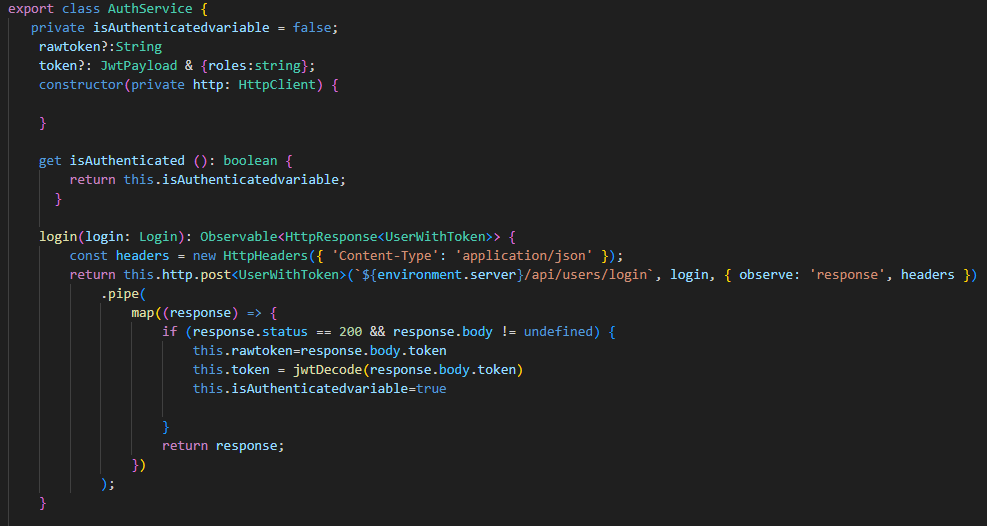 export class AuthService {
private isAuthenticatedvariable = false;
rawtoken?:String
token?: JwtPayload & {roles:string};
constructor(private http: HttpClient) {
}
get isAuthenticated (): boolean {
return this.isAuthenticatedvariable;
}
login(login: Login): Observable<HttpResponse<UserWithToken>> {
const headers = new HttpHeaders({ 'Content-Type': 'application/json' });
return this.http.post<UserWithToken>(`${environment.server}/api/users/login`, login, { observe: 'response', headers })
.pipe(
map((response) => {
if (response.status == 200 && response.body != undefined) {
this.rawtoken=response.body.token
this.token = jwtDecode(response.body.token)
this.isAuthenticatedvariable=true
}
return response;
})
);
}